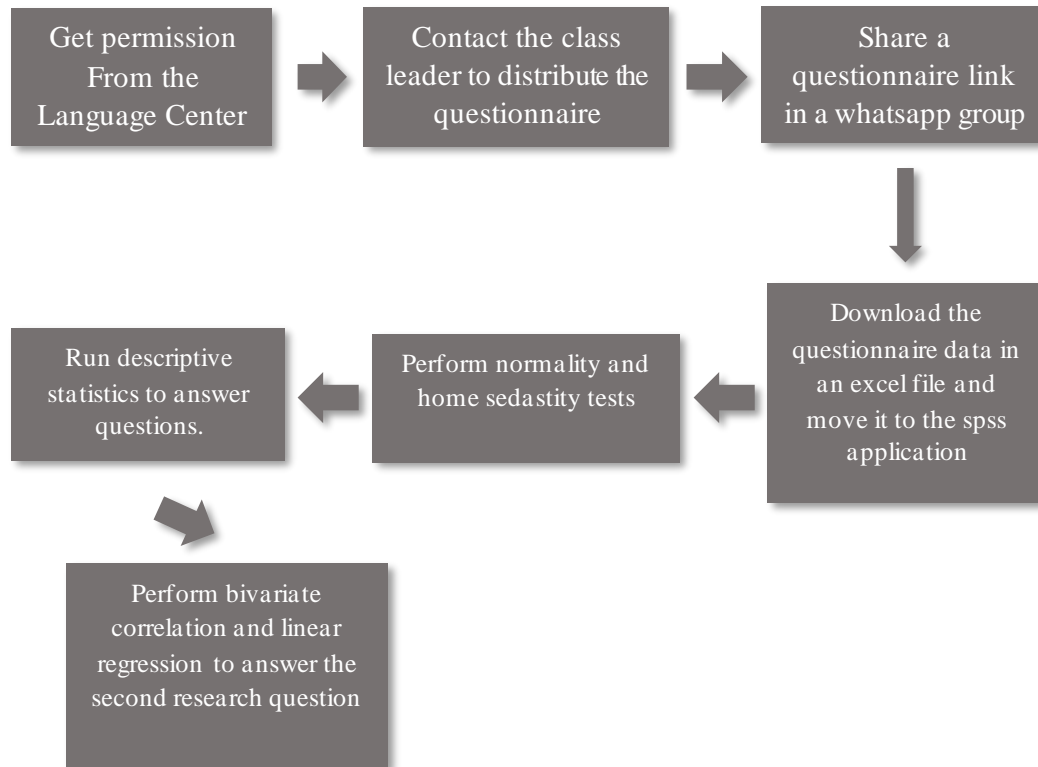 Get permission
From the
Language Center
Contact the class
leader to distribute the
questionnaire
Share a
questionnaire link
in a whatsapp group
Download the
questionnaire data in
an excel file and
move it to the spss
application
Perform normality and
home sedastity tests
Run descriptive
statistics to answer
questions.
Perform bivariate
correlation and linear
regression to answer the
second research question